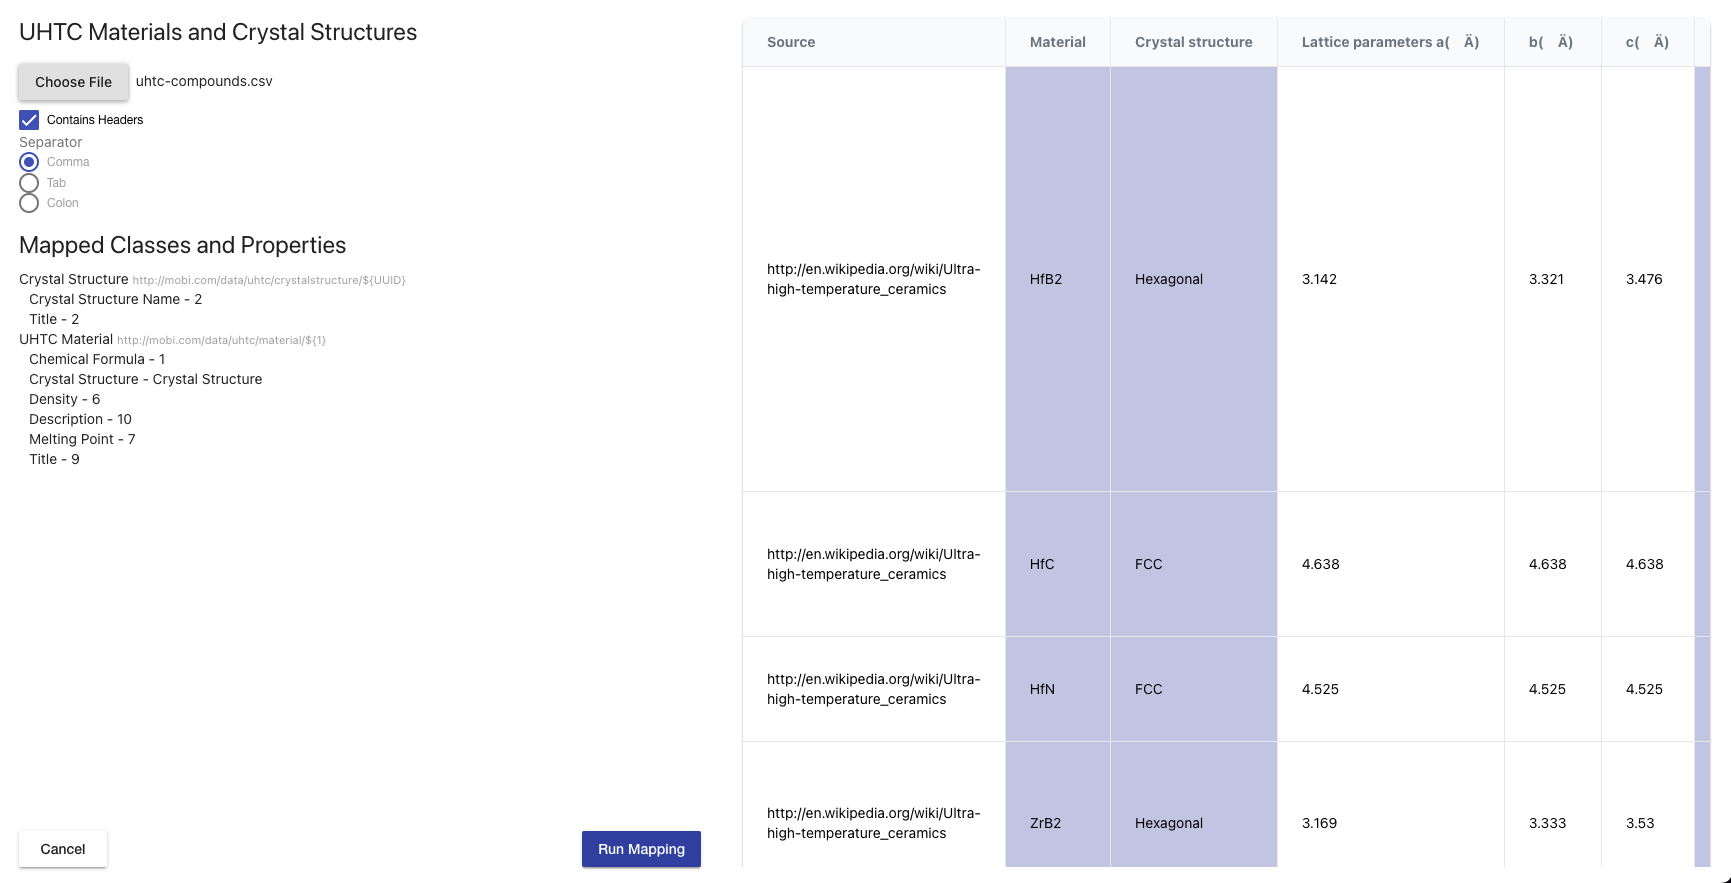 UHTC Materials and Crystal Structures
Choose File uhtc-compounds.csv
Contains Headers
Separator
Comma
Tab
Colon
Mapped Classes and Properties
Crystal Structure http://mobi.com/data/uhtc/crystalstructure/${UUID}
Crystal Structure Name - 2
Title - 2
UHTC Material http://mobi.com/data/uhtc/material/${1}
Chemical Formula - 1
Crystal Structure - Crystal Structure
Density - 6
Description - 10
Melting Point - 7
Title - 9
Cancel
Run Mapping
Source Material Crystal structure Lattice parameters a( Ä) b( Ä) c( Ä)
http://en.wikipedia.org/wiki/Ultra-
high-temperature_ceramics
HfB2 Hexagonal 3.142 3.321 3.476
http://en.wikipedia.org/wiki/Ultra-
high-temperature_ceramics
HfC FCC 4.638 4.638 4.638
http://en.wikipedia.org/wiki/Ultra-
high-temperature_ceramics
HfN FCC 4.525 4.525 4.525
http://en.wikipedia.org/wiki/Ultra-
high-temperature_ceramics
ZrB2 Hexagonal 3.169 3.333 3.53